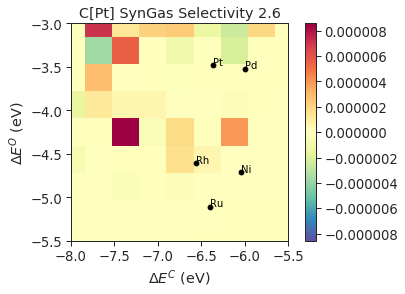 C[Pt] SynGas Selectivity 2.6
−3.0
−3.5
−4.0
−4.5
−5.0
−5.5
ΔE^O (eV)
Pt
Pd
Rh
Ni
Ru
−8.0 −7.5 −7.0 −6.5 −6.0 −5.5
ΔE^C (eV)
0.000008
0.000006
0.000004
0.000002
0.000000
−0.000002
−0.000004
−0.000006
−0.000008